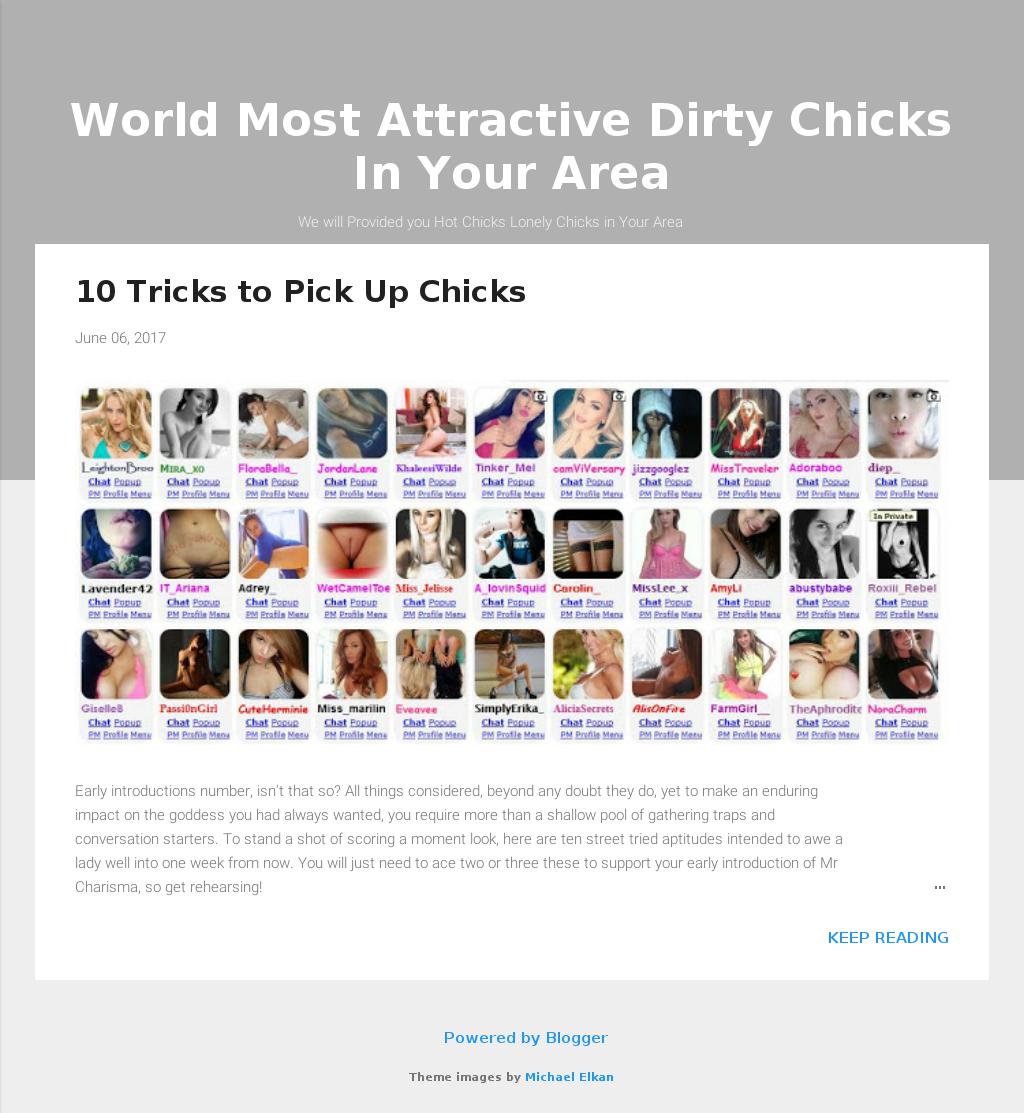 World Most Attractive Dirty Chicks
In Your Area
We will Provided you Hot Chicks Lonely Chicks in Your Area
10 Tricks to Pick Up Chicks
June 06, 2017
LeightonBroo MIRA_XO FloraBella_ JordanLane KhaleesiWilde Tinker_Mel camViVersary jizzgooglez MissTraveler Adoraboo diep_
Chat Popup Chat Popup Chat Popup Chat Popup Chat Popup Chat Popup Chat Popup Chat Popup Chat Popup Chat Popup Chat Popup
PM Profile Menu PM Profile Menu PM Profile Menu PM Profile Menu PM Profile Menu PM Profile Menu PM Profile Menu PM Profile Menu PM Profile Menu PM Profile Menu PM Profile Menu
In Private
Lavender42 IT_Ariana Adrey_ WetCamelToe Miss_Jelisse A_lovinSquid Carolin_ MissLee_x AmyLi abustybabe Roxiii_Rebel
Chat Popup Chat Popup Chat Popup Chat Popup Chat Popup Chat Popup Chat Popup Chat Popup Chat Popup Chat Popup Chat Popup
PM Profile Menu PM Profile Menu PM Profile Menu PM Profile Menu PM Profile Menu PM Profile Menu PM Profile Menu PM Profile Menu PM Profile Menu PM Profile Menu PM Profile Menu
GiselleB Passi0nGirl CuteHerminie Miss_marilin Eveavee SimplyErika_ AliciaSecrets AlisOnFire FarmGirl__ TheAphrodite NoraCharm
Chat Popup Chat Popup Chat Popup Chat Popup Chat Popup Chat Popup Chat Popup Chat Popup Chat Popup Chat Popup Chat Popup
PM Profile Menu PM Profile Menu PM Profile Menu PM Profile Menu PM Profile Menu PM Profile Menu PM Profile Menu PM Profile Menu PM Profile Menu PM Profile Menu PM Profile Menu
Early introductions number, isn't that so? All things considered, beyond any doubt they do, yet to make an enduring
impact on the goddess you had always wanted, you require more than a shallow pool of gathering traps and
conversation starters. To stand a shot of scoring a moment look, here are ten street tried aptitudes intended to awe a
lady well into one week from now. You will just need to ace two or three these to support your early introduction of Mr
Charisma, so get rehearsing! ...
KEEP READING
Powered by Blogger
Theme images by Michael Elkan